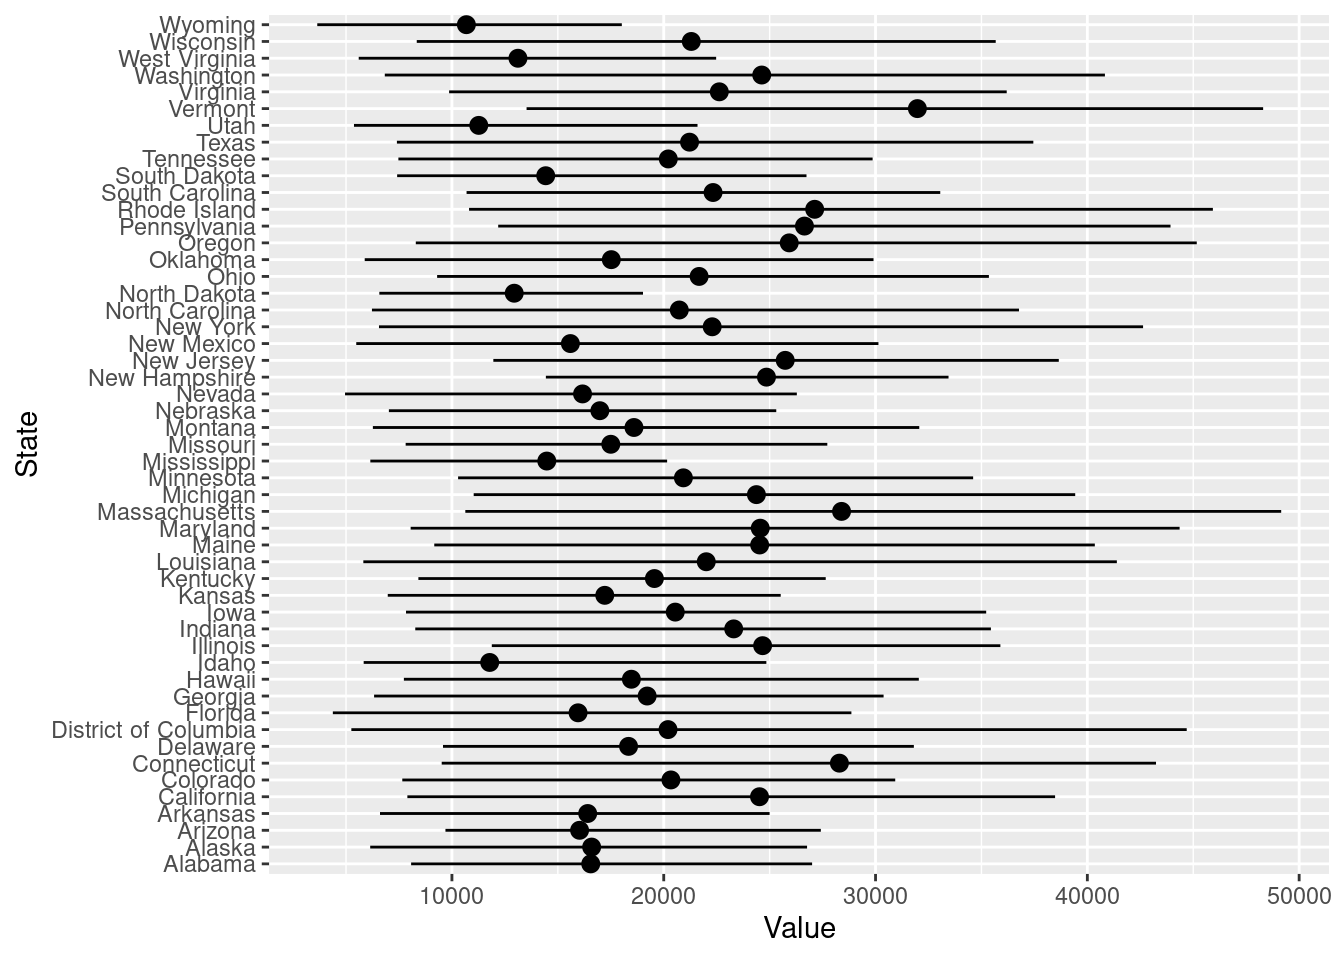 Wyoming
Wisconsin
West Virginia
Washington
Virginia
Vermont
Utah
Texas
Tennessee
South Dakota
South Carolina
Rhode Island
Pennsylvania
Oregon
Oklahoma
Ohio
North Dakota
North Carolina
New York
New Mexico
New Jersey
New Hampshire
Nevada
Nebraska
Montana
Missouri
Mississippi
Minnesota
Michigan
Massachusetts
Maryland
Maine
Louisiana
Kentucky
Kansas
Iowa
Indiana
Illinois
Idaho
Hawaii
Georgia
Florida
District of Columbia
Delaware
Connecticut
Colorado
California
Arkansas
Arizona
Alaska
Alabama
State
10000 20000 30000 40000 50000
Value